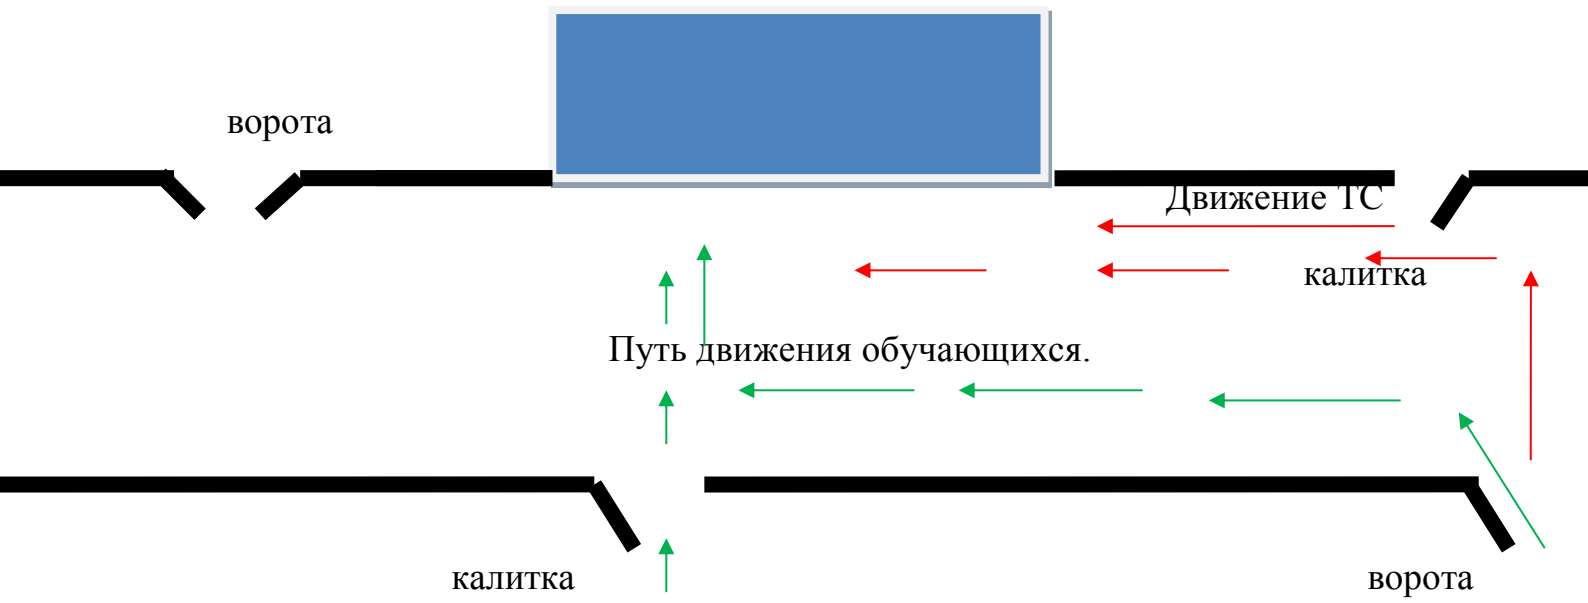 ворота
Движение ТС
калитка
Путь движения обучающихся.
калитка
ворота